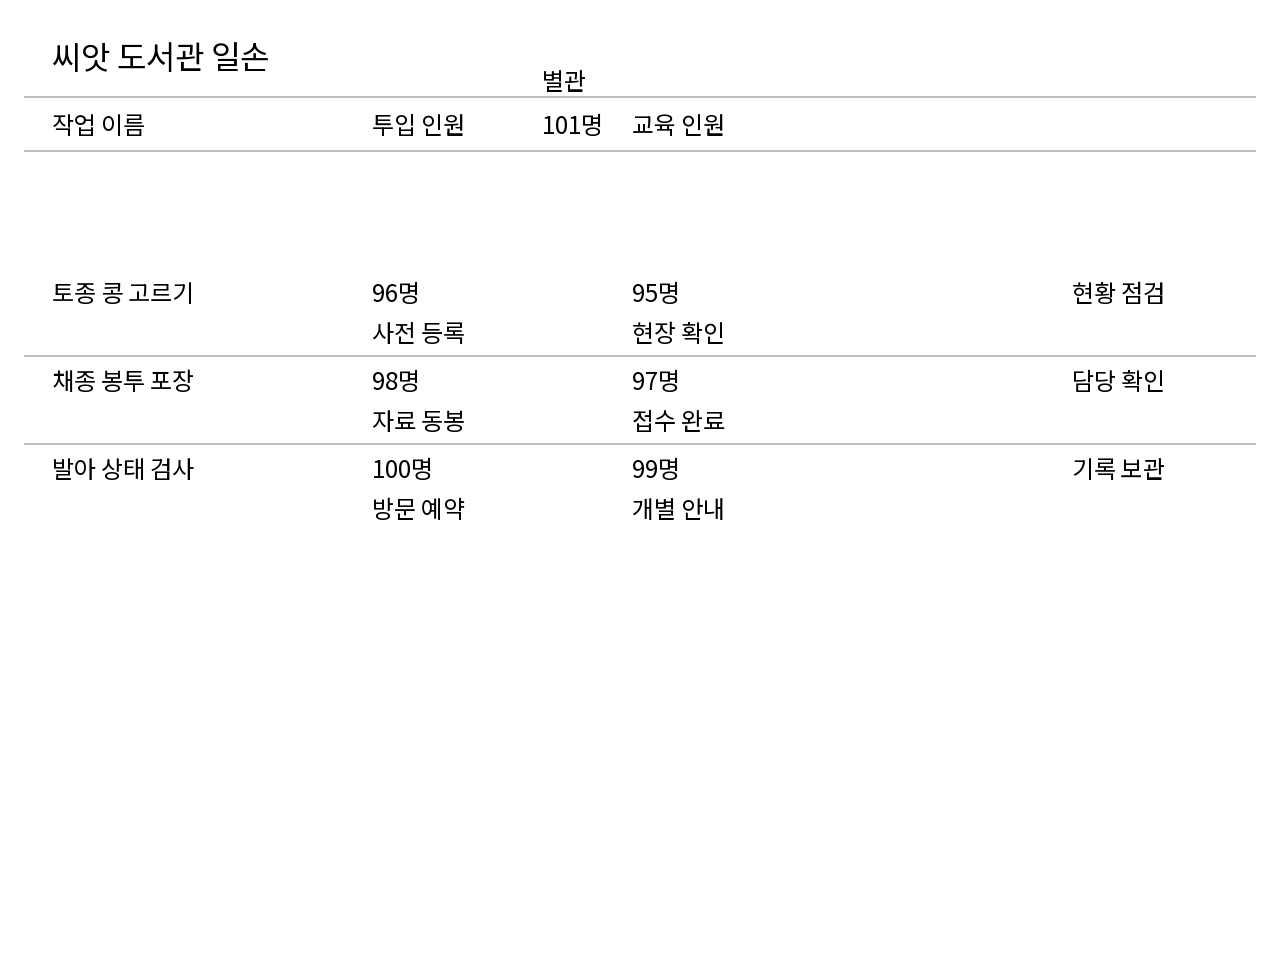 씨앗 도서관 일손
별관
작업 이름 투입 인원 101명 교육 인원
토종 콩 고르기 96명 95명 현황 점검
사전 등록 현장 확인
채종 봉투 포장 98명 97명 담당 확인
자료 동봉 접수 완료
발아 상태 검사 100명 99명 기록 보관
방문 예약 개별 안내